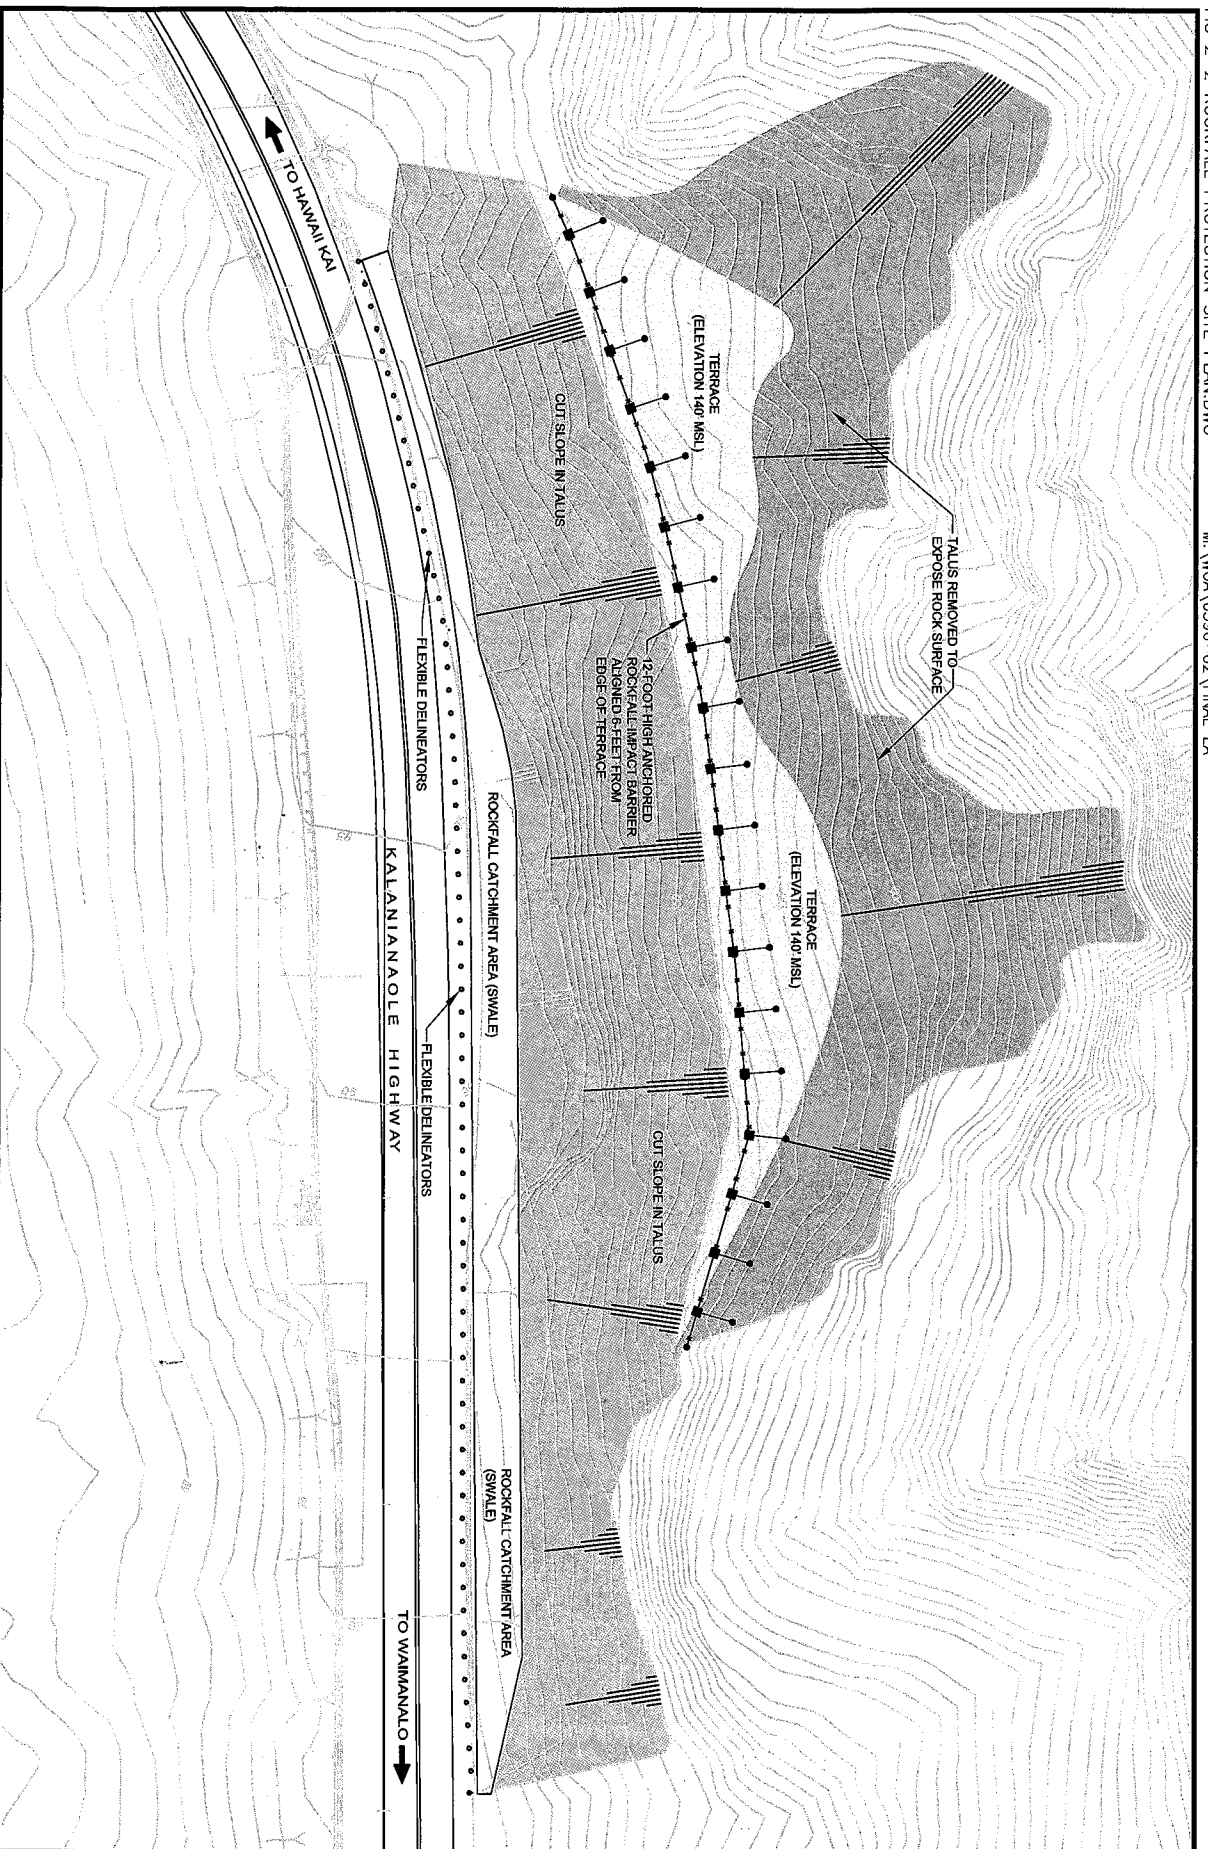 TALUS REMOVED TO
EXPOSE ROCK SURFACE
TERRACE
(ELEVATION 140' MSL)
TERRACE
(ELEVATION 140' MSL)
12-FOOT-HIGH ANCHORED
ROCKFALL IMPACT BARRIER
ALIGNED 6-FEET FROM
EDGE OF TERRACE
CUT SLOPE IN TALUS
CUT SLOPE IN TALUS
ROCKFALL CATCHMENT AREA (SWALE)
ROCKFALL CATCHMENT AREA
(SWALE)
FLEXIBLE DELINEATORS
FLEXIBLE DELINEATORS
KALANIANAOLE HIGHWAY
TO HAWAII KAI
TO WAIMANALO